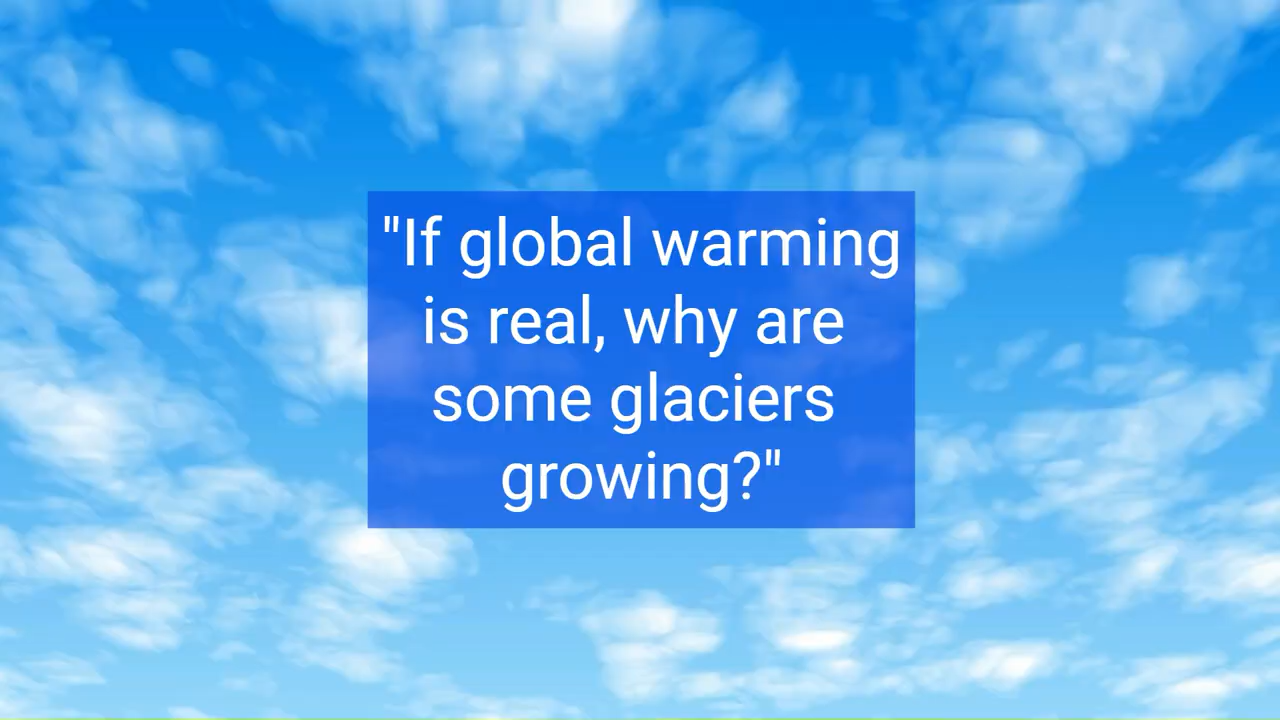 "If global warming
is real, why are
some glaciers
growing?"